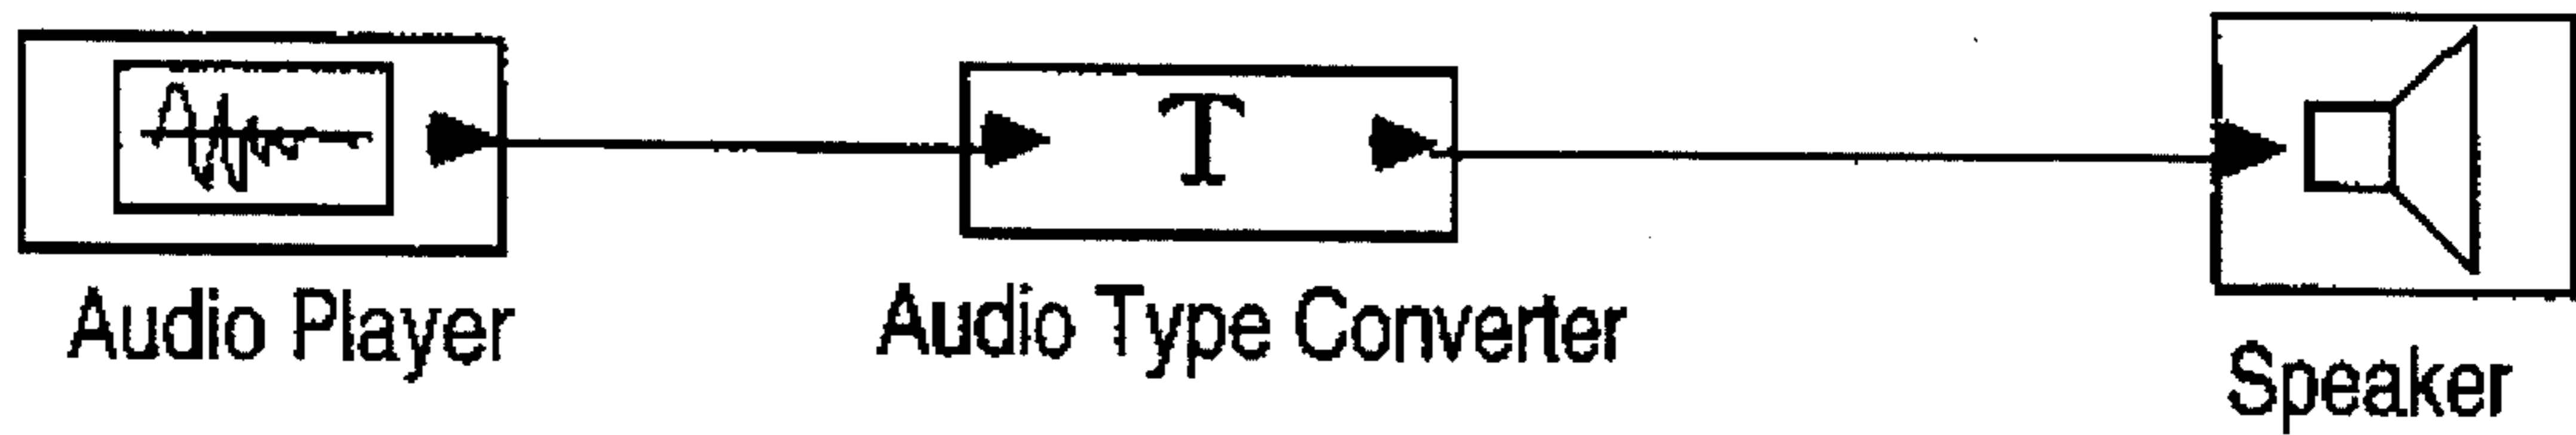 T
Audio Player
Audio Type Converter
Speaker